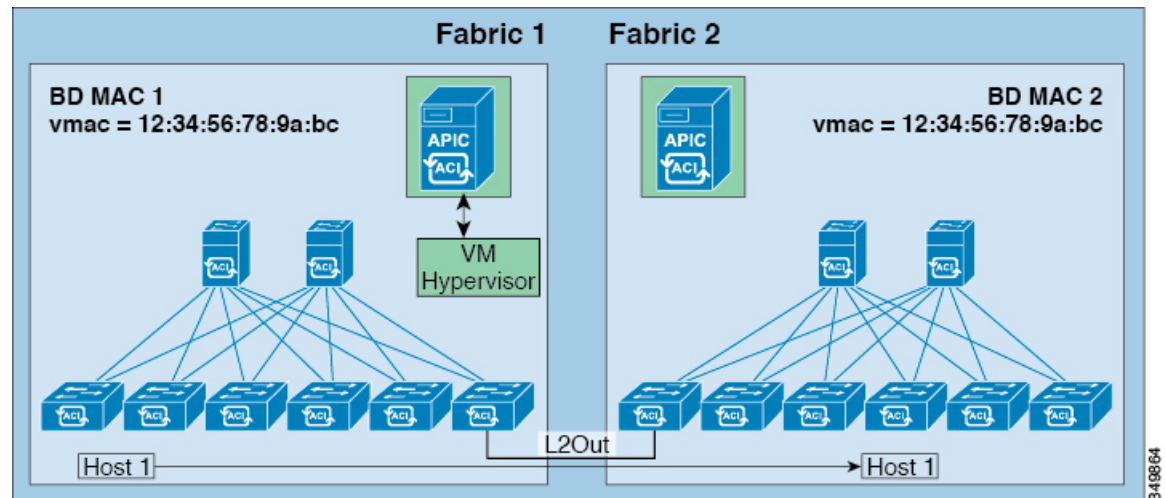 Fabric 1
Fabric 2
BD MAC 1
vmac = 12:34:56:78:9a:bc
APIC
ACI
VM
Hypervisor
ACI
ACI
ACI
ACI
ACI
ACI
ACI
ACI
Host 1
BD MAC 2
vmac = 12:34:56:78:9a:bc
APIC
ACI
ACI
ACI
ACI
ACI
ACI
ACI
ACI
ACI
L2Out
Host 1
349864